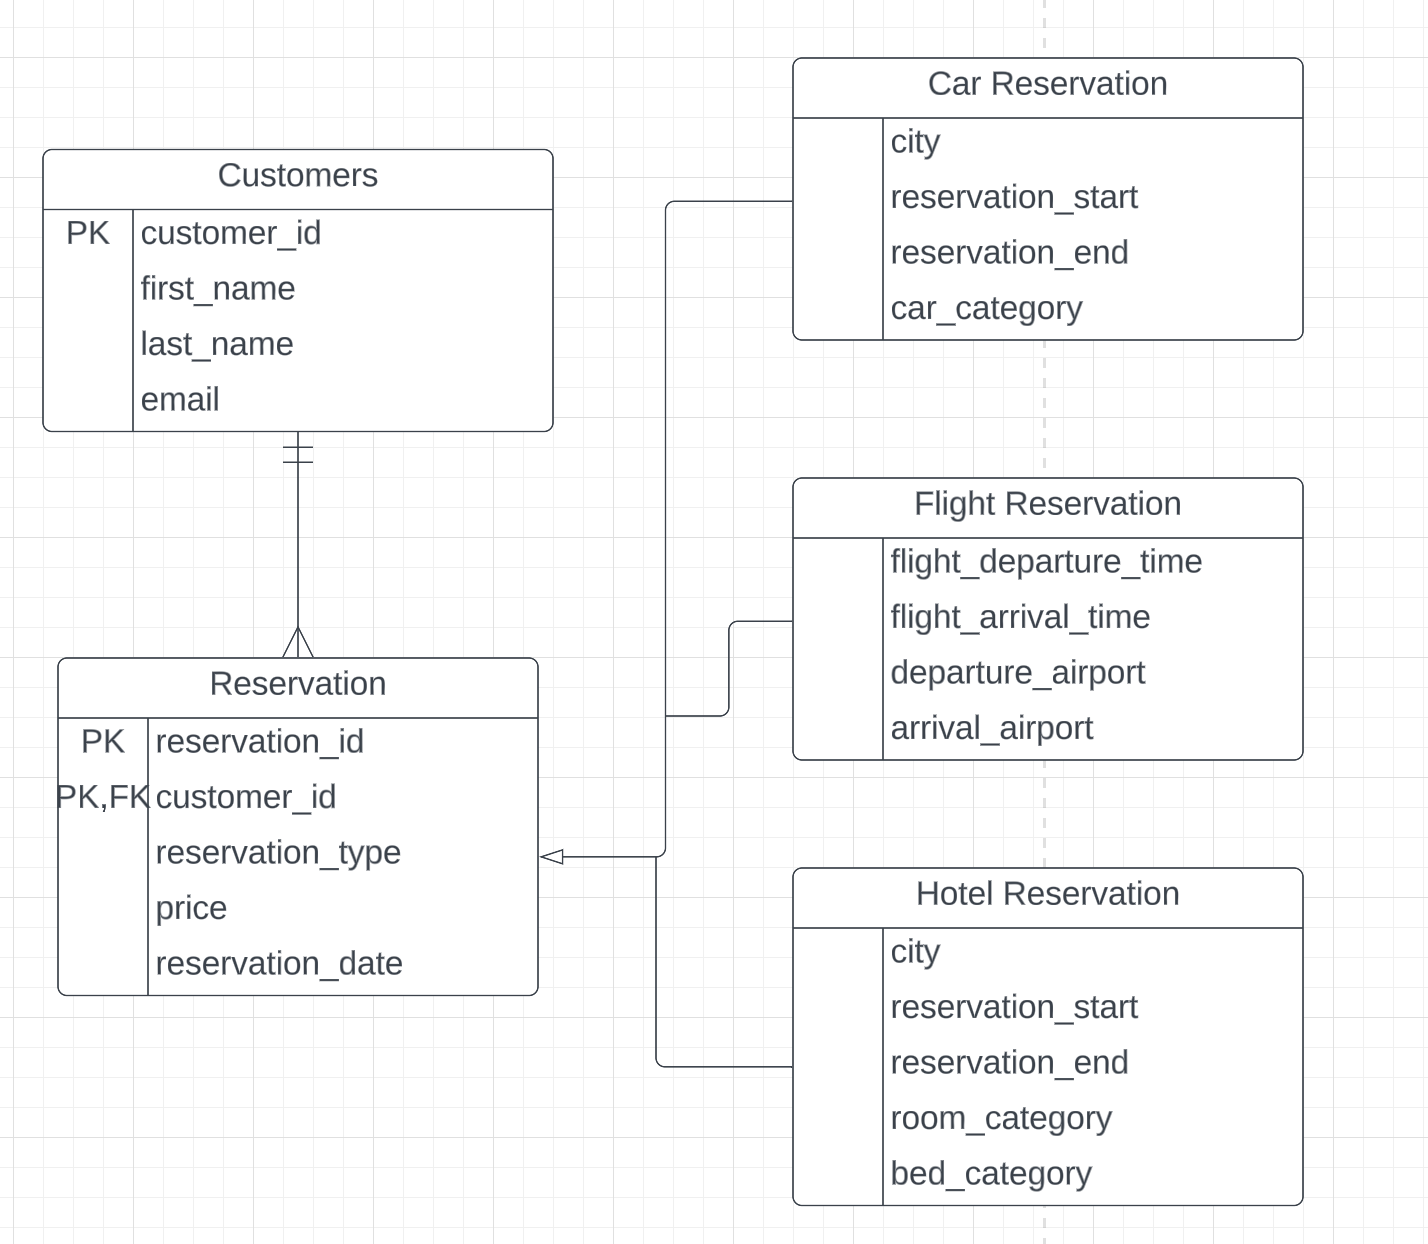 Customers
PK customer_id
first_name
last_name
email
Reservation
PK reservation_id
PK,FK customer_id
reservation_type
price
reservation_date
Car Reservation
city
reservation_start
reservation_end
car_category
Flight Reservation
flight_departure_time
flight_arrival_time
departure_airport
arrival_airport
Hotel Reservation
city
reservation_start
reservation_end
room_category
bed_category